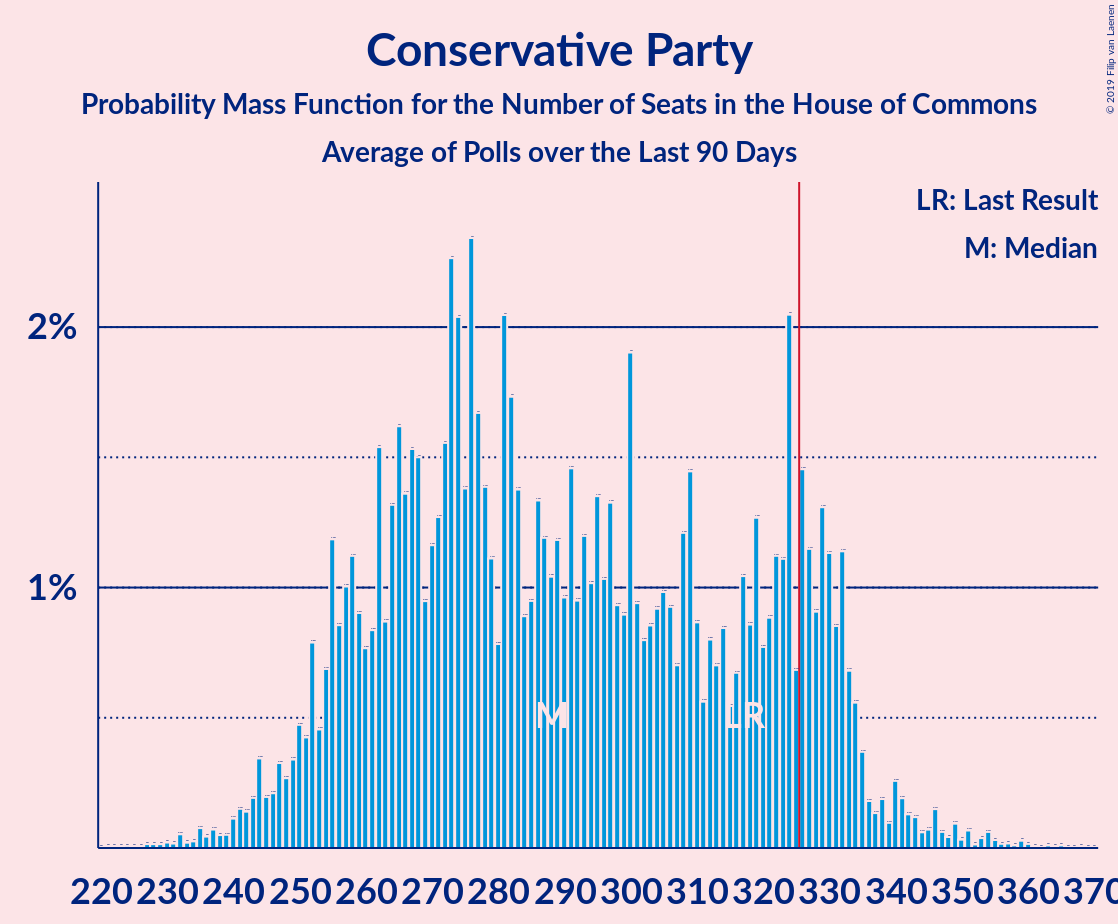 Conservative Party
Probability Mass Function for the Number of Seats in the House of Commons
Average of Polls over the Last 90 Days
© 2019 Filip van Laenen
LR: Last Result
M: Median
2%
1%
M
LR
220 230 240 250 260 270 280 290 300 310 320 330 340 350 360 370